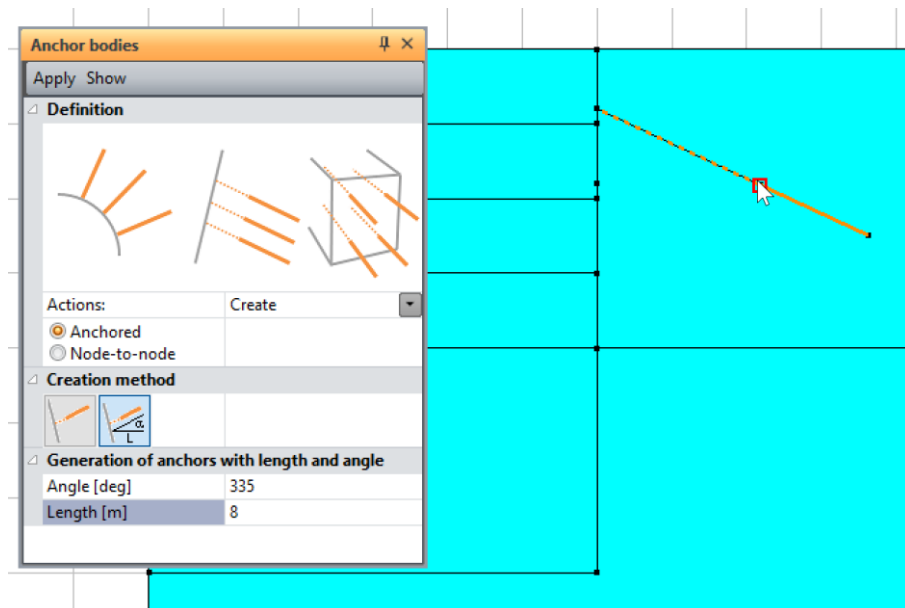 Anchor bodies
Apply Show
Definition
Actions: Create
Anchored
Node-to-node
Creation method
α
L
Generation of anchors with length and angle
Angle [deg] 335
Length [m] 8